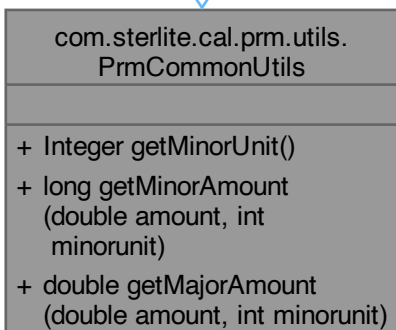 com.sterlite.cal.prm.utils.
PrmCommonUtils
+ Integer getMinorUnit()
+ long getMinorAmount
(double amount, int
minorunit)
+ double getMajorAmount
(double amount, int minorunit)